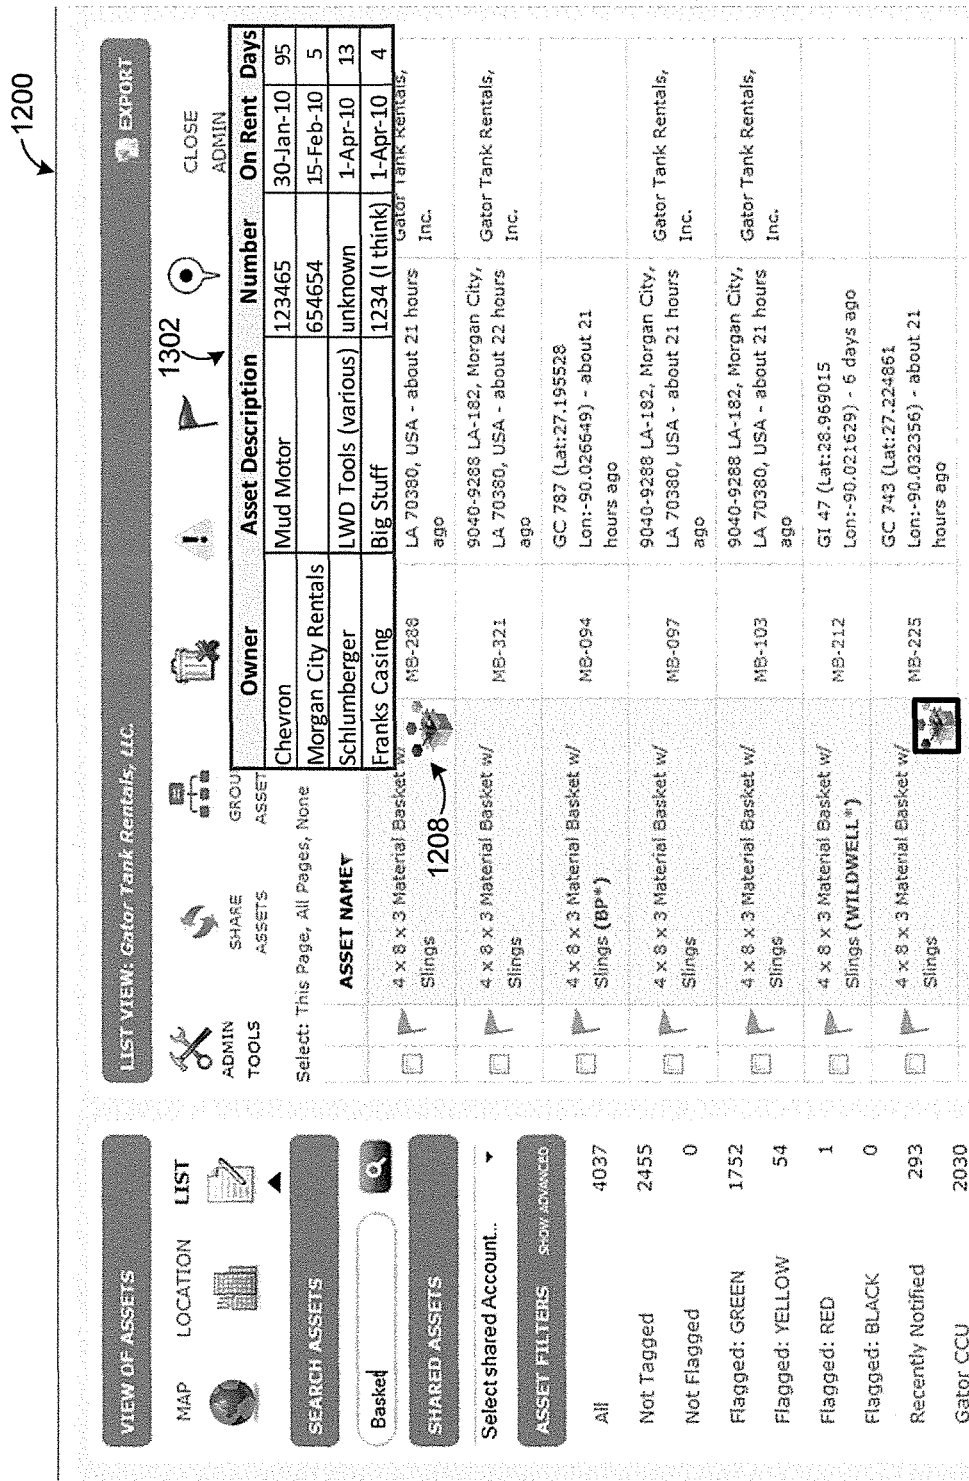 1200
VIEW OF ASSETS
MAP LOCATION LIST
SEARCH ASSETS
Basket
SHARED ASSETS
Select shared Account...
ASSET FILTERS SHOW ADVANCED
All 4037
Not Tagged 2455
Not Flagged 0
Flagged: GREEN 1752
Flagged: YELLOW 54
Flagged: RED 1
Flagged: BLACK 0
Recently Notified 293
Gator CCU 2030
LIST VIEW: Gator Tank Rentals, LLC. EXPORT
ADMIN
TOOLS
SHARE
ASSETS
GROU
ASSET
CLOSE
ADMIN
1302
Owner Asset Description Number On Rent Days
Chevron Mud Motor 123465 30-Jan-10 95
Morgan City Rentals 654654 15-Feb-10 5
Schlumberger LWD Tools (various) unknown 1-Apr-10 13
Franks Casing Big Stuff 1234 (I think) 1-Apr-10 4
Select: This Page, All Pages, None
ASSET NAME
4 x 8 x 3 Material Basket w/
Slings
MB-288
LA 70380, USA - about 21 hours
ago
Gator Tank Rentals,
Inc.
1208
4 x 8 x 3 Material Basket w/
Slings
MB-321
9040-9288 LA-182, Morgan City,
LA 70380, USA - about 22 hours
ago
Gator Tank Rentals,
Inc.
4 x 8 x 3 Material Basket w/
Slings (BP*)
MB-094
GC 787 (Lat:27.195528
Lon:-90.026649) - about 21
hours ago
4 x 8 x 3 Material Basket w/
Slings
MB-097
9040-9288 LA-182, Morgan City,
LA 70380, USA - about 21 hours
ago
Gator Tank Rentals,
Inc.
4 x 8 x 3 Material Basket w/
Slings
MB-103
9040-9288 LA-182, Morgan City,
LA 70380, USA - about 21 hours
ago
Gator Tank Rentals,
Inc.
4 x 8 x 3 Material Basket w/
Slings (WILDWELL*)
MB-212
GI 47 (Lat:28.969015
Lon:-90.021629) - 6 days ago
4 x 8 x 3 Material Basket w/
Slings
MB-225
GC 743 (Lat:27.224861
Lon:-90.032356) - about 21
hours ago